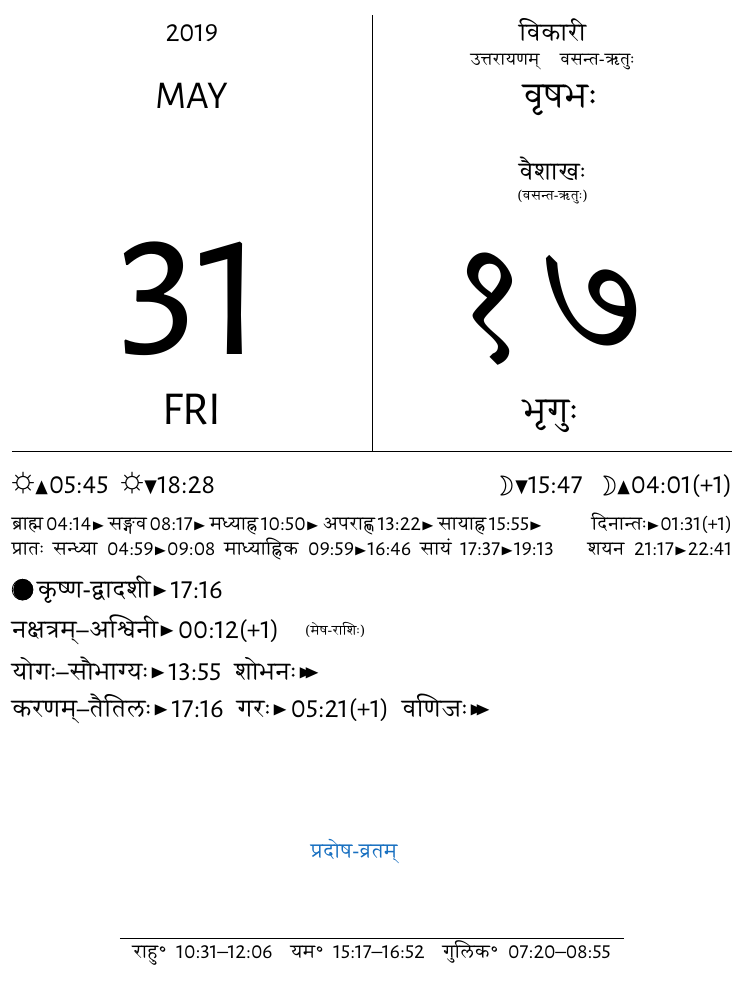 2019
MAY
31
FRI
विकारी
उत्तरायणम् वसन्त-ऋतुः
वृषभः
वैशाखः
(वसन्त-ऋतुः)
१७
भृगुः
☼▲05:45 ☼▼18:28 ☽▼15:47 ☽▲04:01(+1)
ब्राह्म 04:14► सङ्गव 08:17► मध्याह्न 10:50► अपराह्ण 13:22► सायाह्न 15:55► दिनान्तः►01:31(+1)
प्रातः सन्ध्या 04:59►09:08 माध्याह्निक 09:59►16:46 सायं 17:37►19:13 शयन 21:17►22:41
कृष्ण-द्वादशी►17:16
नक्षत्रम्–अश्विनी►00:12(+1) (मेष-राशिः)
योगः–सौभाग्यः►13:55 शोभनः►►
करणम्–तैतिलः►17:16 गरः►05:21(+1) वणिजः►►
प्रदोष-व्रतम्
राहु° 10:31–12:06 यम° 15:17–16:52 गुलिक° 07:20–08:55